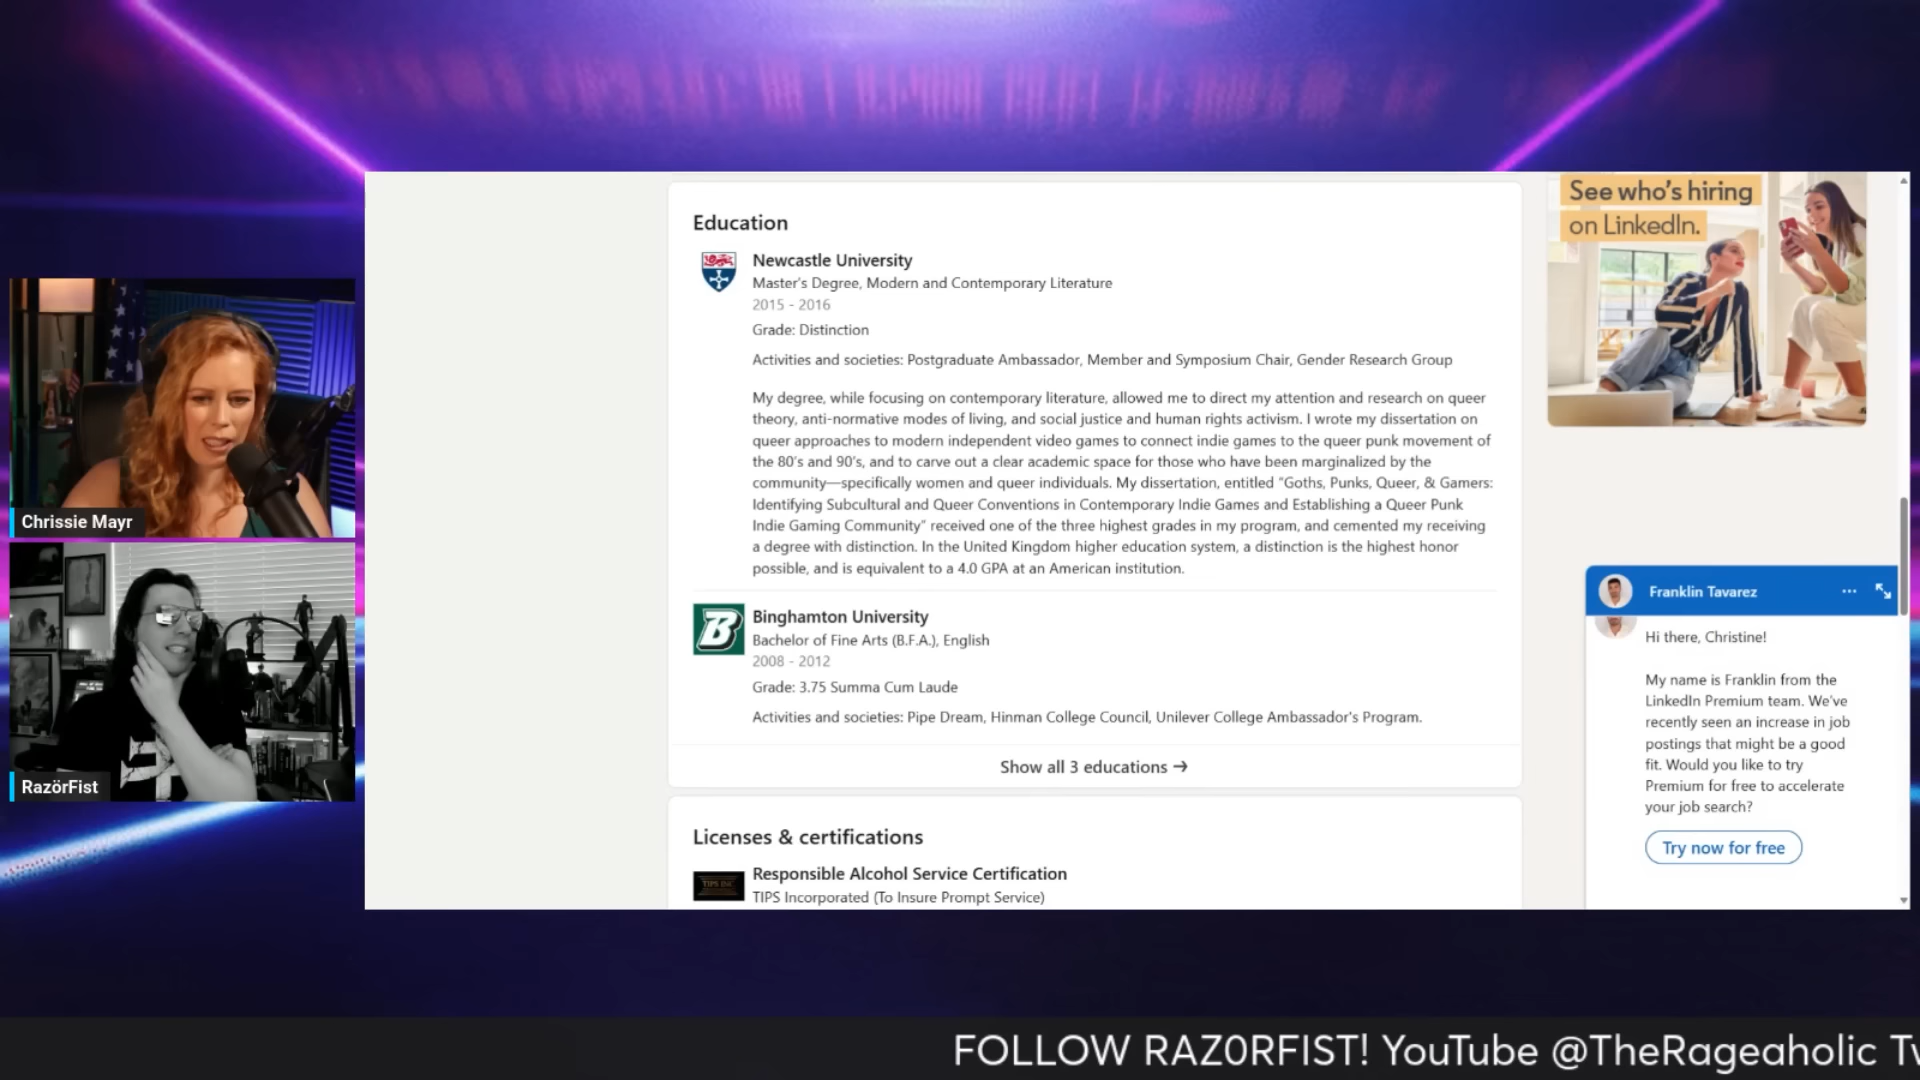 Education
Newcastle University
Master's Degree, Modern and Contemporary Literature
2015 - 2016
Grade: Distinction
Activities and societies: Postgraduate Ambassador, Member and Symposium Chair, Gender Research Group
My degree, while focusing on contemporary literature, allowed me to direct my attention and research on queer
theory, anti-normative modes of living, and social justice and human rights activism. I wrote my dissertation on
queer approaches to modern independent video games to connect indie games to the queer punk movement of
the 80's and 90's, and to carve out a clear academic space for those who have been marginalized by the
community—specifically women and queer individuals. My dissertation, entitled "Goths, Punks, Queer, & Gamers:
Identifying Subcultural and Queer Conventions in Contemporary Indie Games and Establishing a Queer Punk
Indie Gaming Community" received one of the three highest grades in my program, and cemented my receiving
a degree with distinction. In the United Kingdom higher education system, a distinction is the highest honor
possible, and is equivalent to a 4.0 GPA at an American institution.
B
Binghamton University
Bachelor of Fine Arts (B.F.A.), English
2008 - 2012
Grade: 3.75 Summa Cum Laude
Activities and societies: Pipe Dream, Hinman College Council, Unilever College Ambassador's Program.
Show all 3 educations →
Licenses & certifications
Responsible Alcohol Service Certification
TIPS Incorporated (To Insure Prompt Service)
See who's hiring
on LinkedIn.
Franklin Tavarez
Hi there, Christine!
My name is Franklin from the
LinkedIn Premium team. We've
recently seen an increase in job
postings that might be a good
fit. Would you like to try
Premium for free to accelerate
your job search?
Try now for free
Chrissie Mayr
RazörFist
FOLLOW RAZ0RFIST! YouTube @TheRageaholic Tw